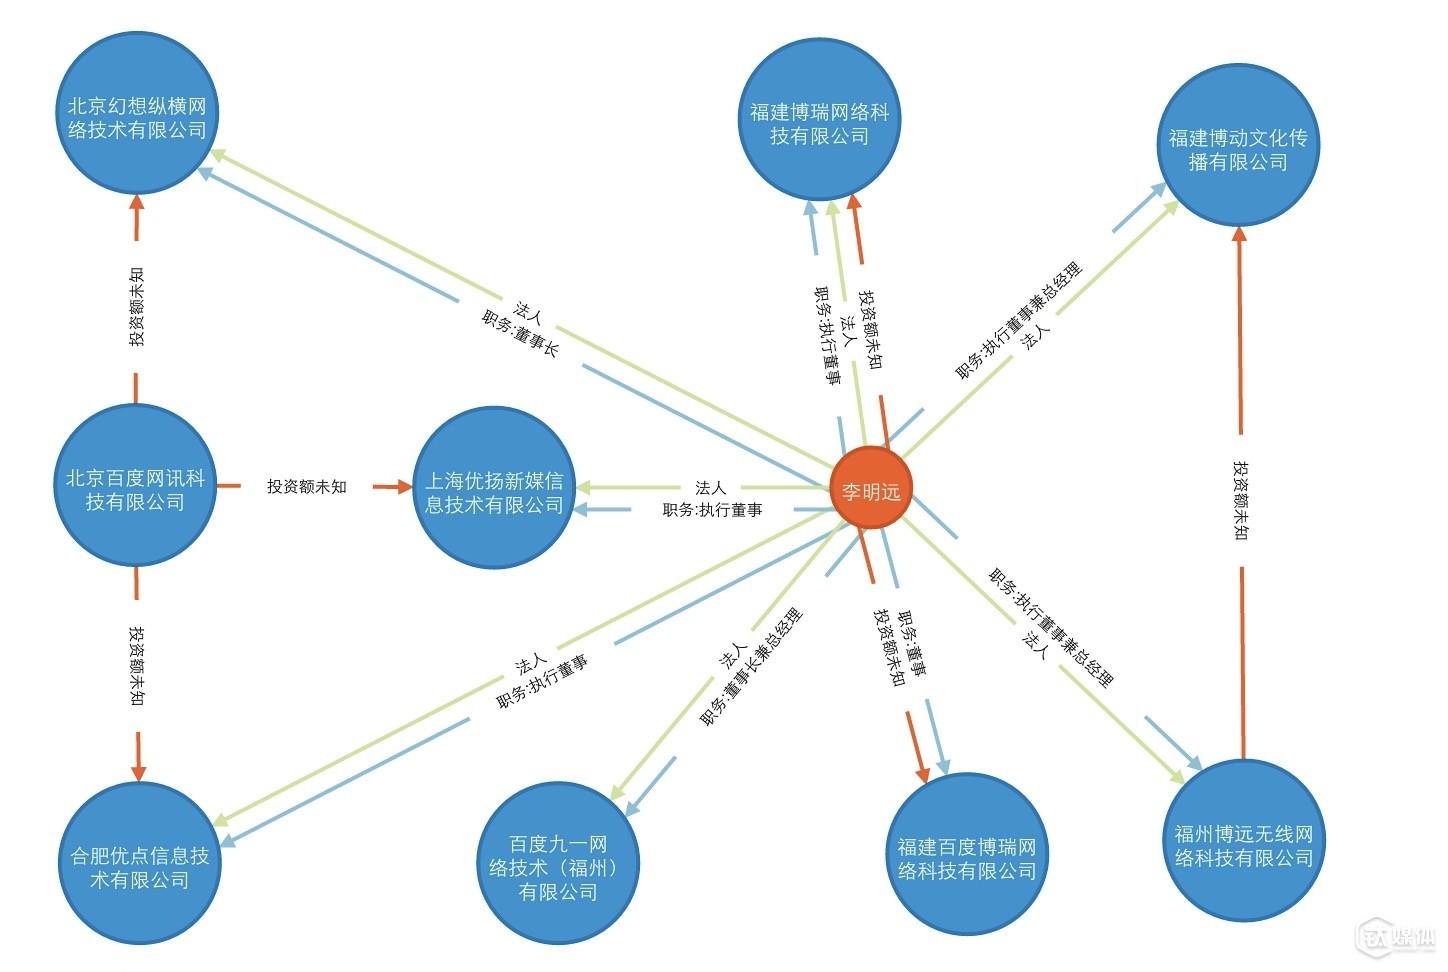 北京幻想纵横网
络技术有限公司
福建博瑞网络科
技有限公司
福建博动文化传
播有限公司
投资额未知
法人
职务:董事长
职务:执行董事
法人
投资额未知
职务:执行董事兼总经理
法人
北京百度网讯科
技有限公司
投资额未知
上海优扬新媒信
息技术有限公司
法人
职务:执行董事
李明远
投资额未知
投资额未知
法人
职务:执行董事
法人
职务:董事长兼总经理
投资额未知
职务:董事
职务:执行董事兼总经理
法人
合肥优点信息技
术有限公司
百度九一网
络技术（福州）
有限公司
福建百度博瑞网
络科技有限公司
福州博远无线网
络科技有限公司
钛媒体